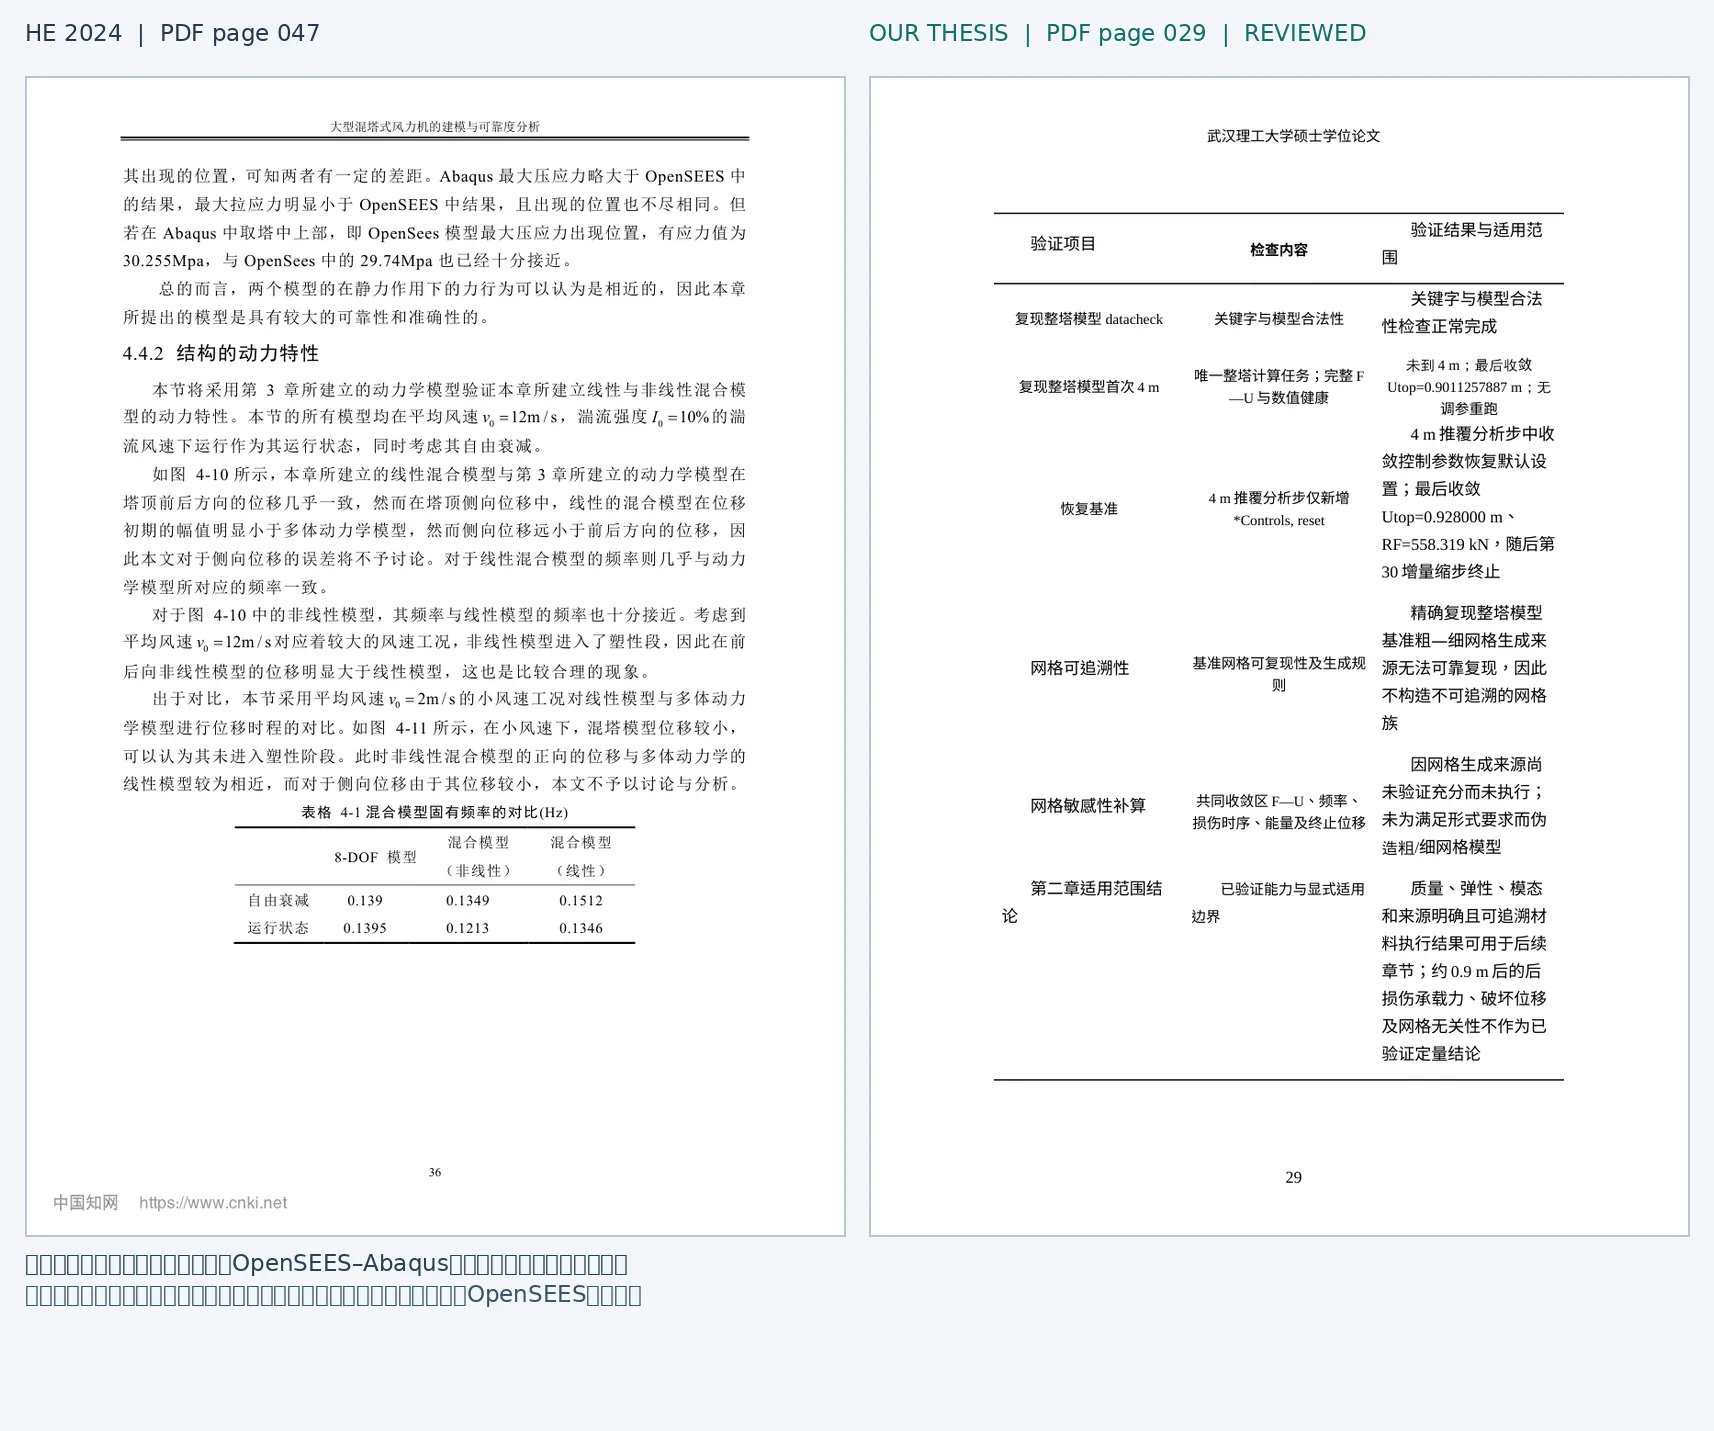 HE 2024 | PDF page 047
大型混塔式风力机的建模与可靠度分析
其出现的位置，可知两者有一定的差距。Abaqus 最大压应力略大于 OpenSEES 中
的结果，最大拉应力明显小于 OpenSEES 中结果，且出现的位置也不尽相同。但
若在 Abaqus 中取塔中上部，即 OpenSees 模型最大压应力出现位置，有应力值为
30.255Mpa，与 OpenSees 中的 29.74Mpa 也已经十分接近。
总的而言，两个模型的在静力作用下的力行为可以认为是相近的，因此本章
所提出的模型是具有较大的可靠性和准确性的。
4.4.2 结构的动力特性
本节将采用第 3 章所建立的动力学模型验证本章所建立线性与非线性混合模
型的动力特性。本节的所有模型均在平均风速 v₀ =12m/s，湍流强度 I₀ =10%的湍
流风速下运行作为其运行状态，同时考虑其自由衰减。
如图 4-10 所示，本章所建立的线性混合模型与第 3 章所建立的动力学模型在
塔顶前后方向的位移几乎一致，然而在塔顶侧向位移中，线性的混合模型在位移
初期的幅值明显小于多体动力学模型，然而侧向位移远小于前后方向的位移，因
此本文对于侧向位移的误差将不予讨论。对于线性混合模型的频率则几乎与动力
学模型所对应的频率一致。
对于图 4-10 中的非线性模型，其频率与线性模型的频率也十分接近。考虑到
平均风速 v₀ =12m/s 对应着较大的风速工况，非线性模型进入了塑性段，因此在前
后向非线性模型的位移明显大于线性模型，这也是比较合理的现象。
出于对比，本节采用平均风速 v₀ =2m/s 的小风速工况对线性模型与多体动力
学模型进行位移时程的对比。如图 4-11 所示，在小风速下，混塔模型位移较小，
可以认为其未进入塑性阶段。此时非线性混合模型的正向的位移与多体动力学的
线性模型较为相近，而对于侧向位移由于其位移较小，本文不予以讨论与分析。
表格 4-1 混合模型固有频率的对比(Hz)
8-DOF 模型 混合模型（非线性） 混合模型（线性）
自由衰减 0.139 0.1349 0.1512
运行状态 0.1395 0.1213 0.1346
36
中国知网 https://www.cnki.net
OUR THESIS | PDF page 029 | REVIEWED
武汉理工大学硕士学位论文
验证项目 检查内容 验证结果与适用范
围
复现整塔模型 datacheck 关键字与模型合法性 关键字与模型合法
性检查正常完成
复现整塔模型首次 4 m 唯一整塔计算任务；完整 F
—U 与数值健康
未到 4 m；最后收敛
Utop=0.9011257887 m；无
调参重跑
恢复基准 4 m 推覆分析步仅新增
*Controls, reset
4 m 推覆分析步中收
敛控制参数恢复默认设
置；最后收敛
Utop=0.928000 m、
RF=558.319 kN，随后第
30 增量缩步终止
网格可追溯性 基准网格可复现性及生成规
则
精确复现整塔模型
基准粗—细网格生成来
源无法可靠复现，因此
不构造不可追溯的网格
族
网格敏感性补算 共同收敛区 F—U、频率、
损伤时序、能量及终止位移
因网格生成来源尚
未验证充分而未执行；
未为满足形式要求而伪
造粗/细网格模型
第二章适用范围结
论
已验证能力与显式适用
边界
质量、弹性、模态
和来源明确且可追溯材
料执行结果可用于后续
章节；约 0.9 m 后的后
损伤承载力、破坏位移
及网格无关性不作为已
验证定量结论
29
OpenSEES–Abaqus
OpenSEES